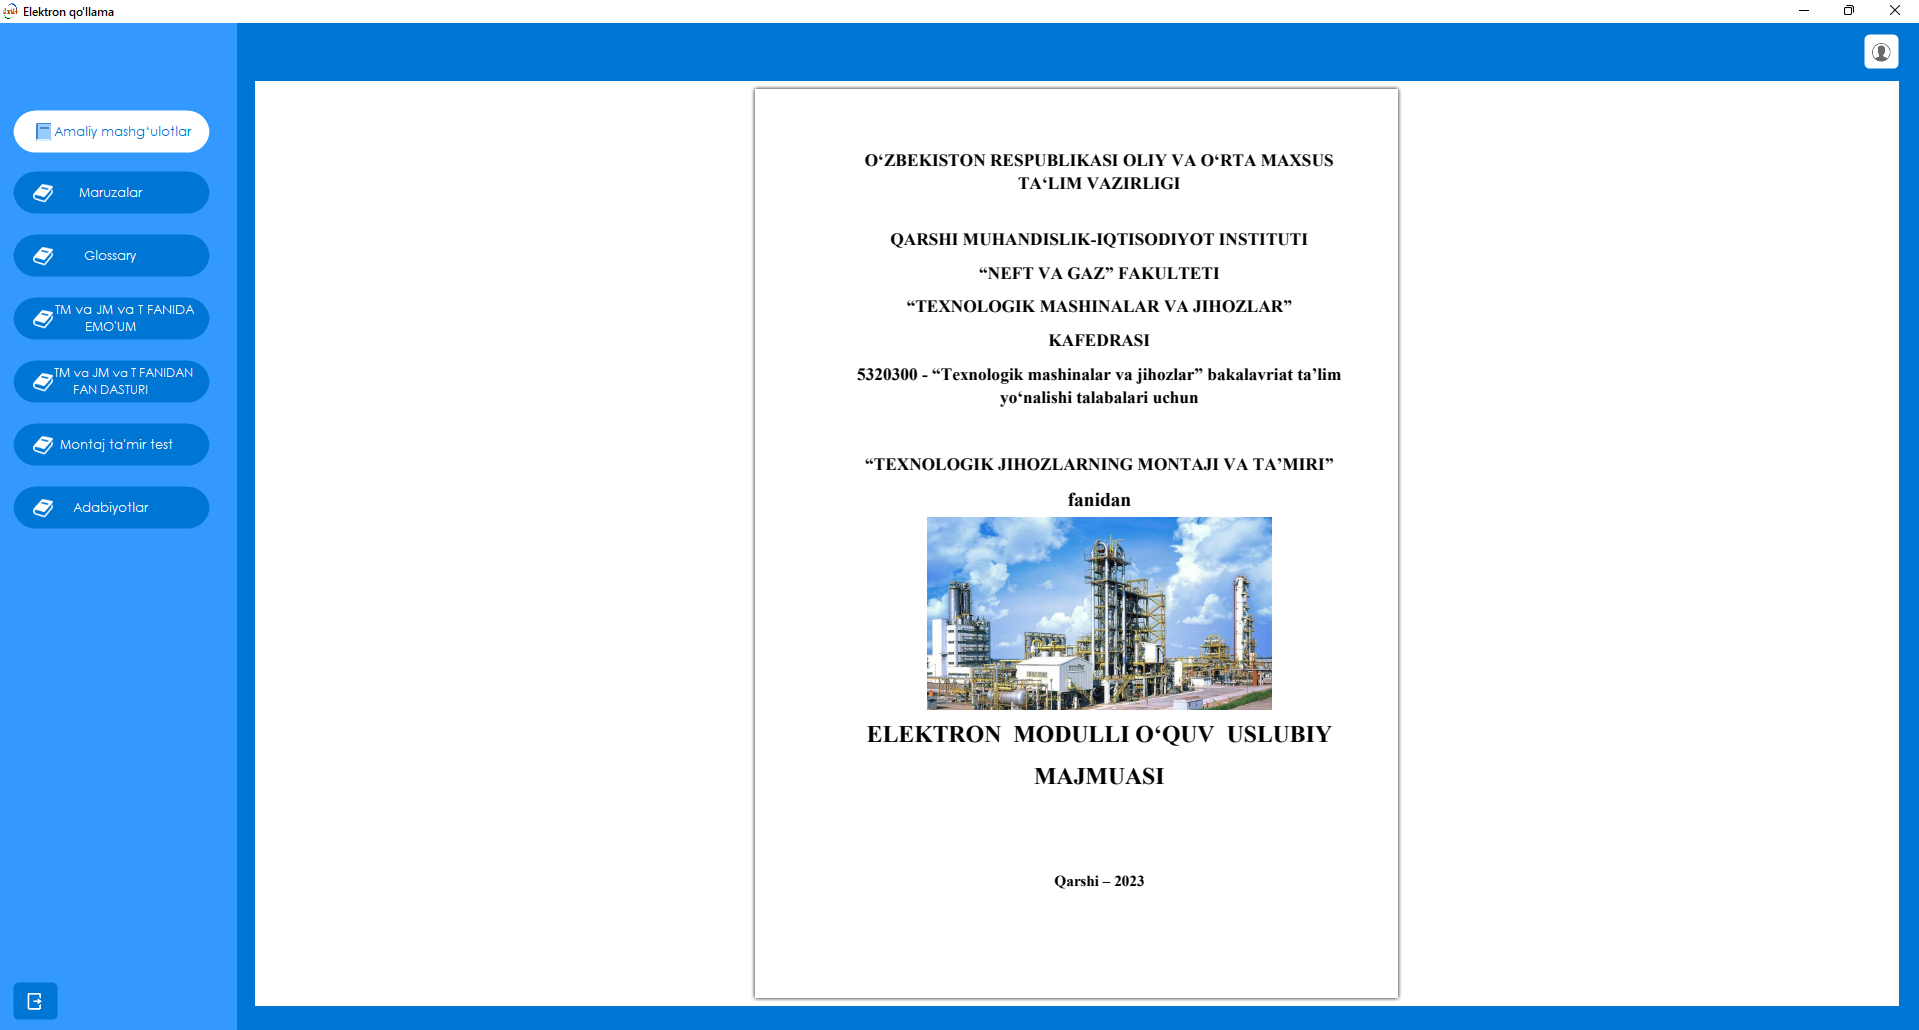 Elektron qo'llama
Amaliy mashg‘ulotlar
Maruzalar
Glossary
TM va JM va T FANIDA
EMO'UM
TM va JM va T FANIDAN
FAN DASTURI
Montaj ta'mir test
Adabiyotlar
O‘ZBEKISTON RESPUBLIKASI OLIY VA O‘RTA MAXSUS
TA‘LIM VAZIRLIGI
QARSHI MUHANDISLIK-IQTISODIYOT INSTITUTI
“NEFT VA GAZ” FAKULTETI
“TEXNOLOGIK MASHINALAR VA JIHOZLAR”
KAFEDRASI
5320300 - “Texnologik mashinalar va jihozlar” bakalavriat ta’lim
yo‘nalishi talabalari uchun
“TEXNOLOGIK JIHOZLARNING MONTAJI VA TA’MIRI”
fanidan
ELEKTRON MODULLI O‘QUV USLUBIY
MAJMUASI
Qarshi – 2023